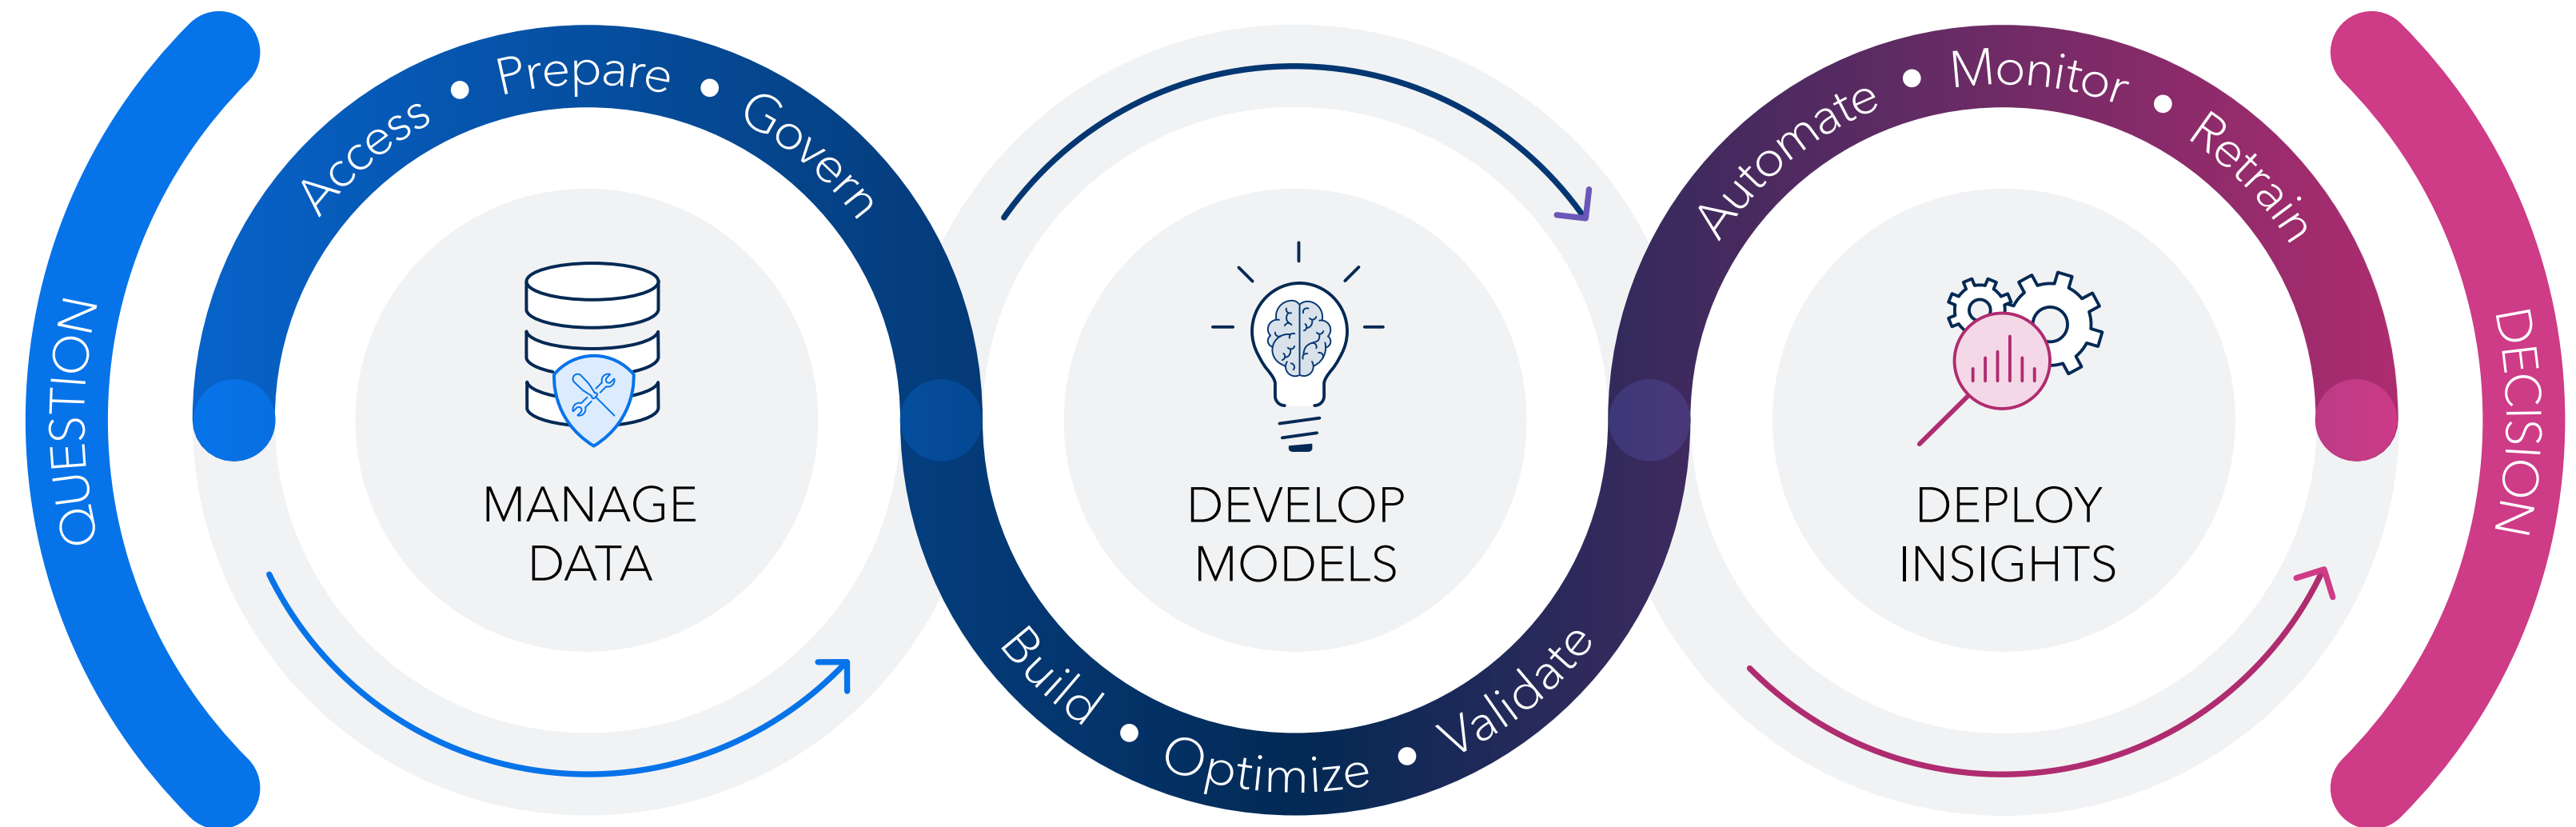 QUESTION
Access • Prepare • Govern
MANAGE
DATA
Build • Optimize • Validate
DEVELOP
MODELS
Automate • Monitor • Retrain
DEPLOY
INSIGHTS
DECISION